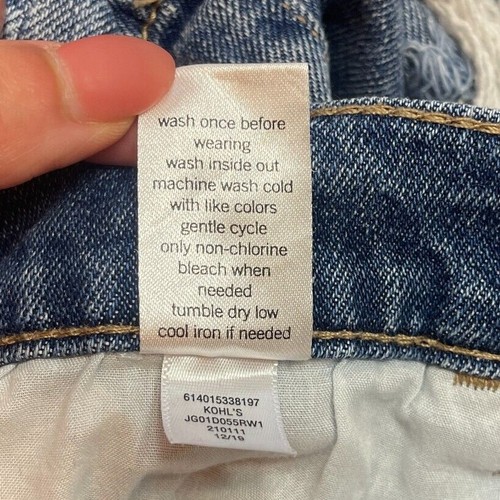 wash once before
wearing
wash inside out
machine wash cold
with like colors
gentle cycle
only non-chlorine
bleach when
needed
tumble dry low
cool iron if needed
614015338197
KOHL'S
JG01D055RW1
210111
12/19